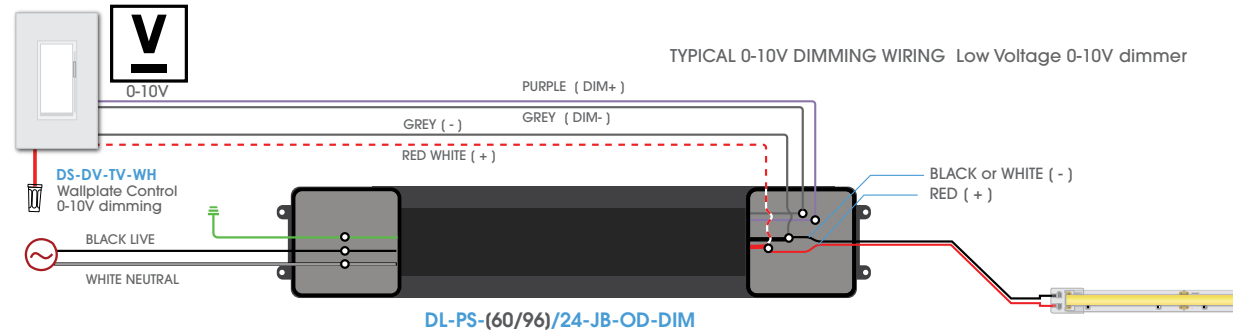 V
0-10V
TYPICAL 0-10V DIMMING WIRING Low Voltage 0-10V dimmer
PURPLE ( DIM+ )
GREY ( DIM- )
GREY ( - )
RED WHITE ( + )
DS-DV-TV-WH
Wallplate Control
0-10V dimming
BLACK or WHITE ( - )
RED ( + )
BLACK LIVE
WHITE NEUTRAL
DL-PS-(60/96)/24-JB-OD-DIM